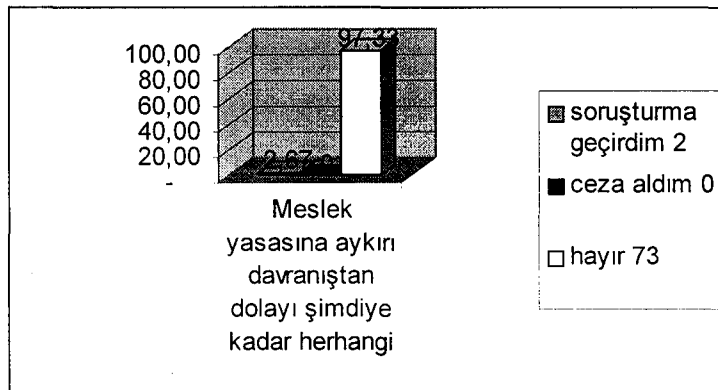 97,33
100,00
80,00
60,00
40,00
20,00
2,67
-
Meslek
yasasına aykırı
davranıştan
dolayı şimdiye
kadar herhangi
soruşturma
geçirdim 2
ceza aldım 0
hayır 73